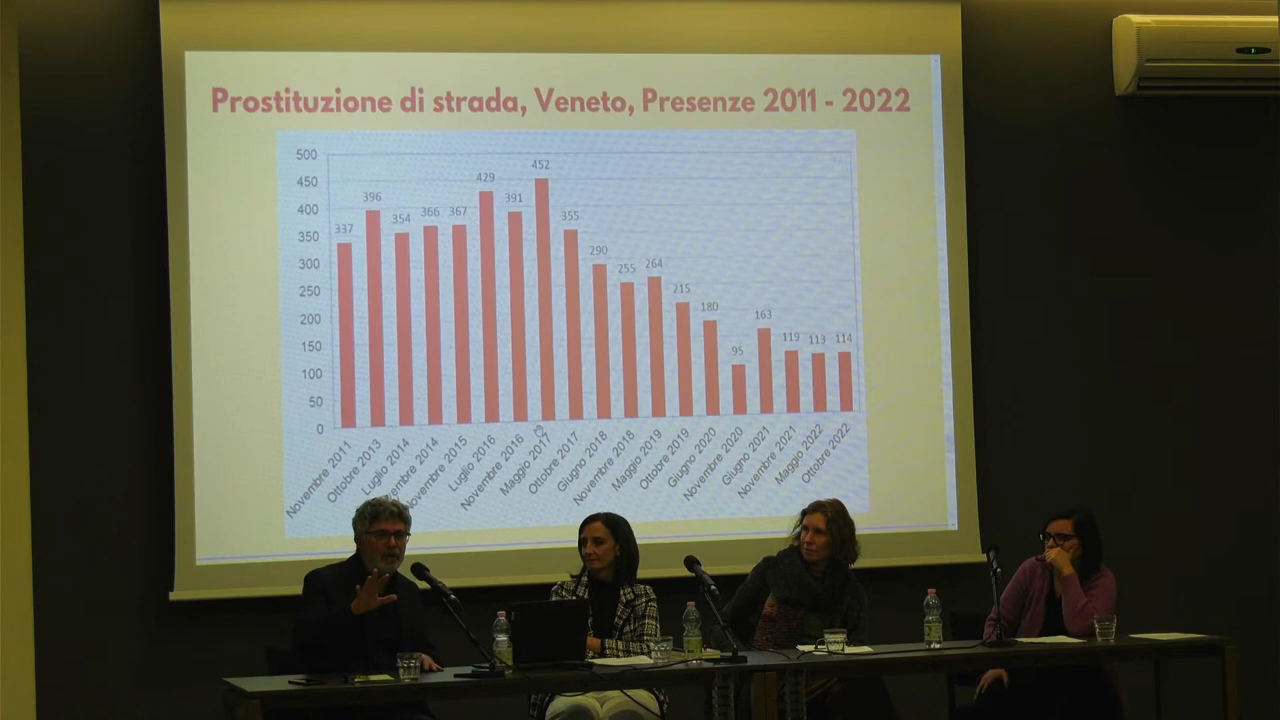 Prostituzione di strada, Veneto, Presenze 2011 - 2022
500
450
400
350
300
250
200
150
100
50
0
337
396
354
366
367
429
391
452
355
290
255
264
215
180
95
163
119
113
114
Novembre 2011
Ottobre 2013
Luglio 2014
embre 2014
Novembre 2015
Luglio 2016
Novembre 2016
Maggio 2017
Ottobre 2017
Giugno 2018
Novembre 2018
Maggio 2019
Ottobre 2019
Giugno 2020
Novembre 2020
Giugno 2021
Novembre 2021
Maggio 2022
Ottobre 2022